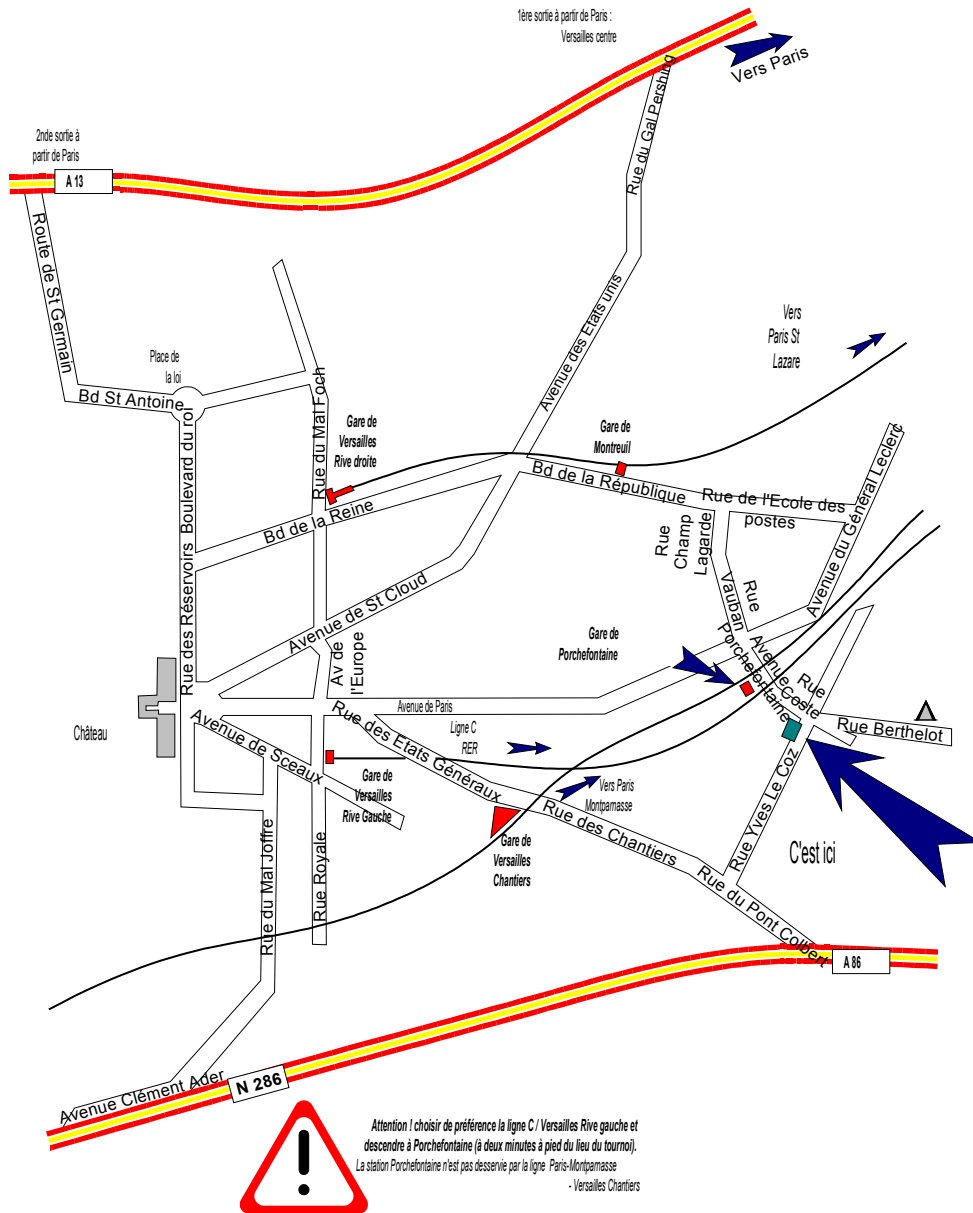 1ère sortie à partir de Paris :
Versailles centre
Vers Paris
Rue du Gal Pershing
2nde sortie à
partir de Paris
A 13
Route de St Germain
Avenue des Etats unis
Vers
Paris St
Lazare
Place de
la loi
Bd St Antoine
Boulevard du roi
Rue du Mal Foch
Gare de
Versailles
Rive droite
Gare de
Montreuil
Bd de la République
Rue de l'Ecole des
postes
Avenue du Général Leclerc
Bd de la Reine
Rue
Champ
Lagarde
Rue
Vauban
Rue des Réservoirs
Avenue de St Cloud
Av de
l'Europe
Gare de
Porchefontaine
Avenue
Porchefontaine
Rue
Coste
Rue Berthelot
Château
Avenue de Paris
Avenue de Sceaux
Rue des Etats Généraux
Ligne C
RER
Gare de
Versailles
Rive Gauche
Vers Paris
Montparnasse
Rue des Chantiers
Gare de
Versailles
Chantiers
Rue Yves Le Coz
C'est ici
Rue du Mal Joffre
Rue Royale
Rue du Pont Colbert
A 86
Avenue Clément Ader
N 286
Attention ! choisir de préférence la ligne C / Versailles Rive gauche et
descendre à Porchefontaine (à deux minutes à pied du lieu du tournoi).
La station Porchefontaine n'est pas desservie par la ligne Paris-Montparnasse
- Versailles Chantiers